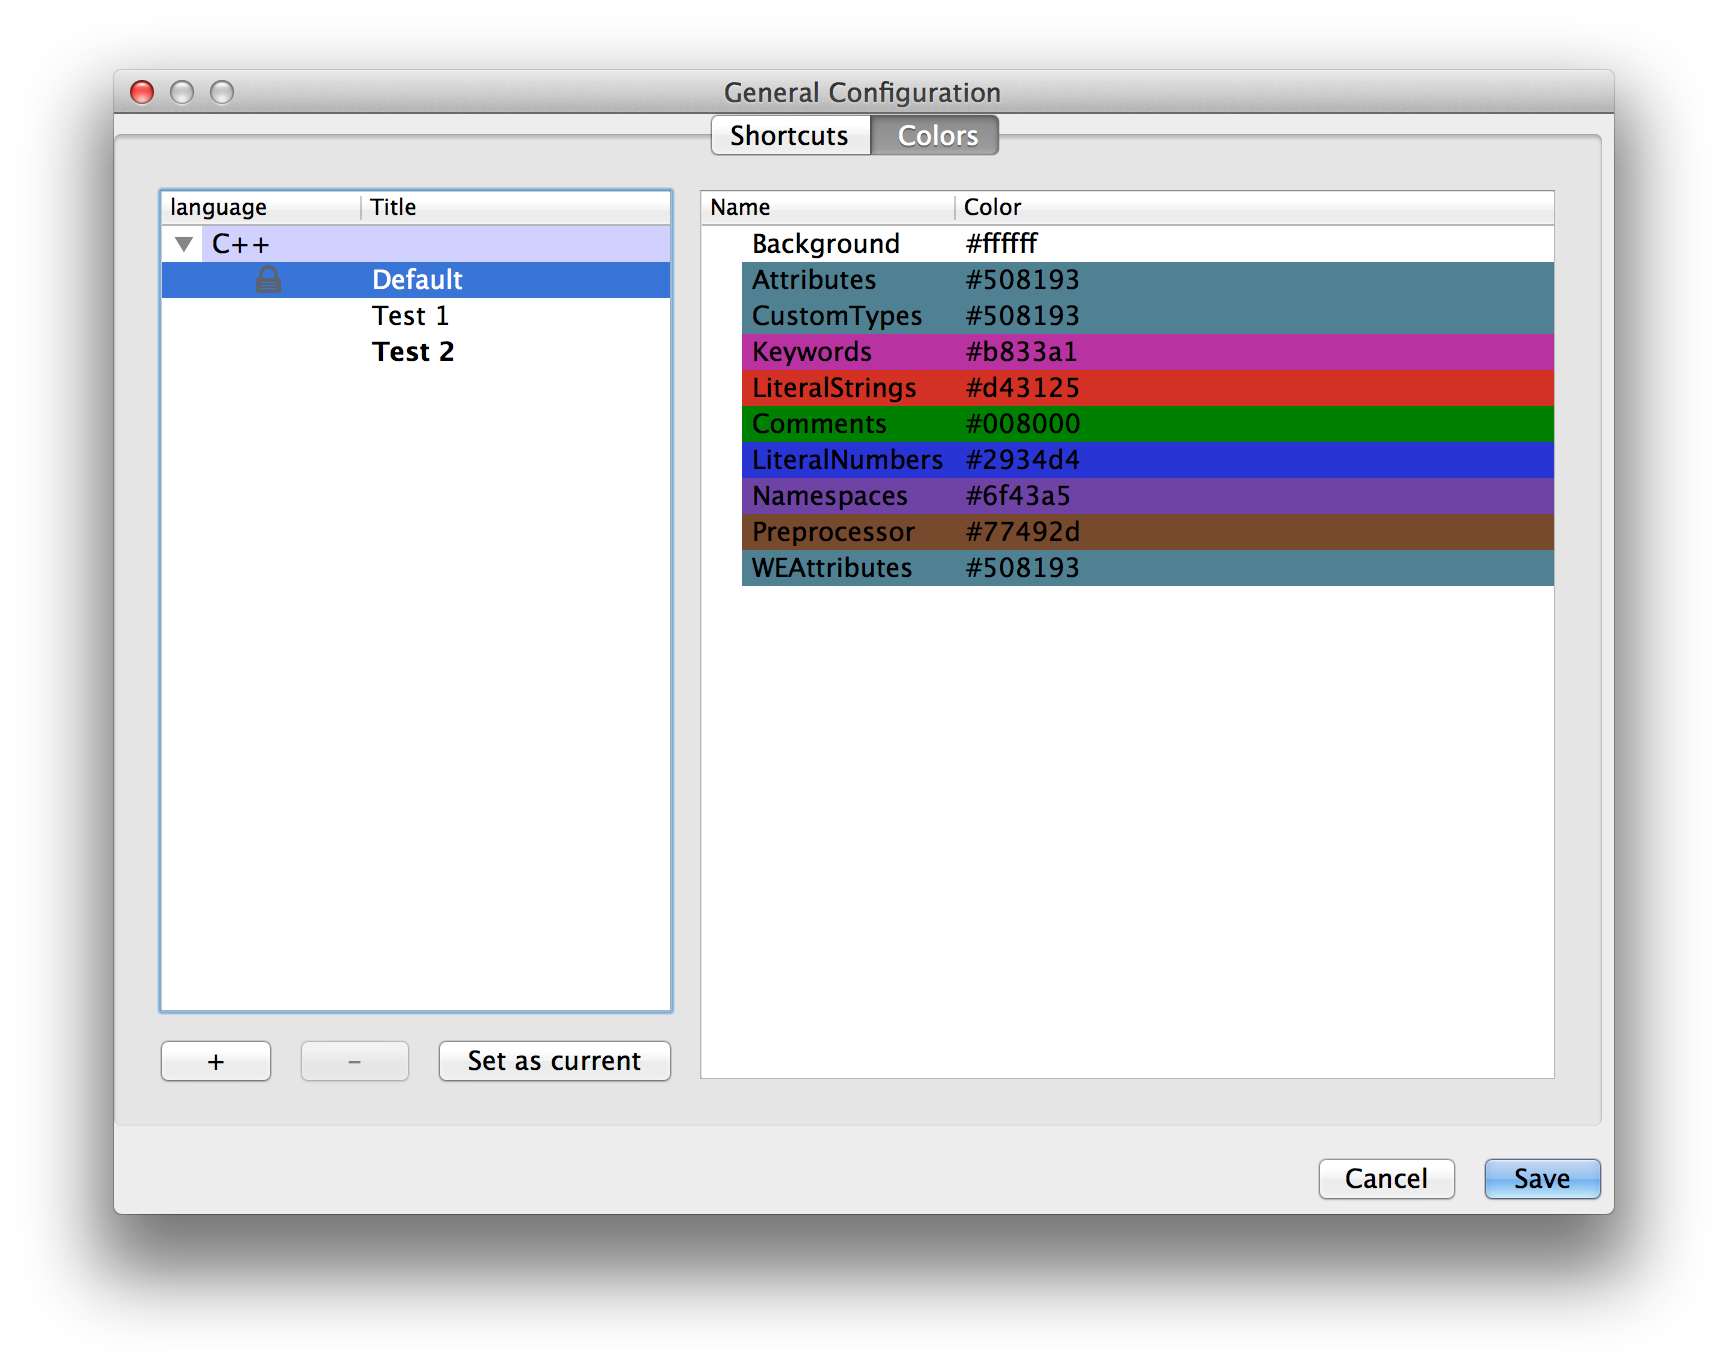 General Configuration
Shortcuts Colors
language Title
C++
Default
Test 1
Test 2
+ - Set as current
Name Color
Background #ffffff
Attributes #508193
CustomTypes #508193
Keywords #b833a1
LiteralStrings #d43125
Comments #008000
LiteralNumbers #2934d4
Namespaces #6f43a5
Preprocessor #77492d
WEAttributes #508193
Cancel Save